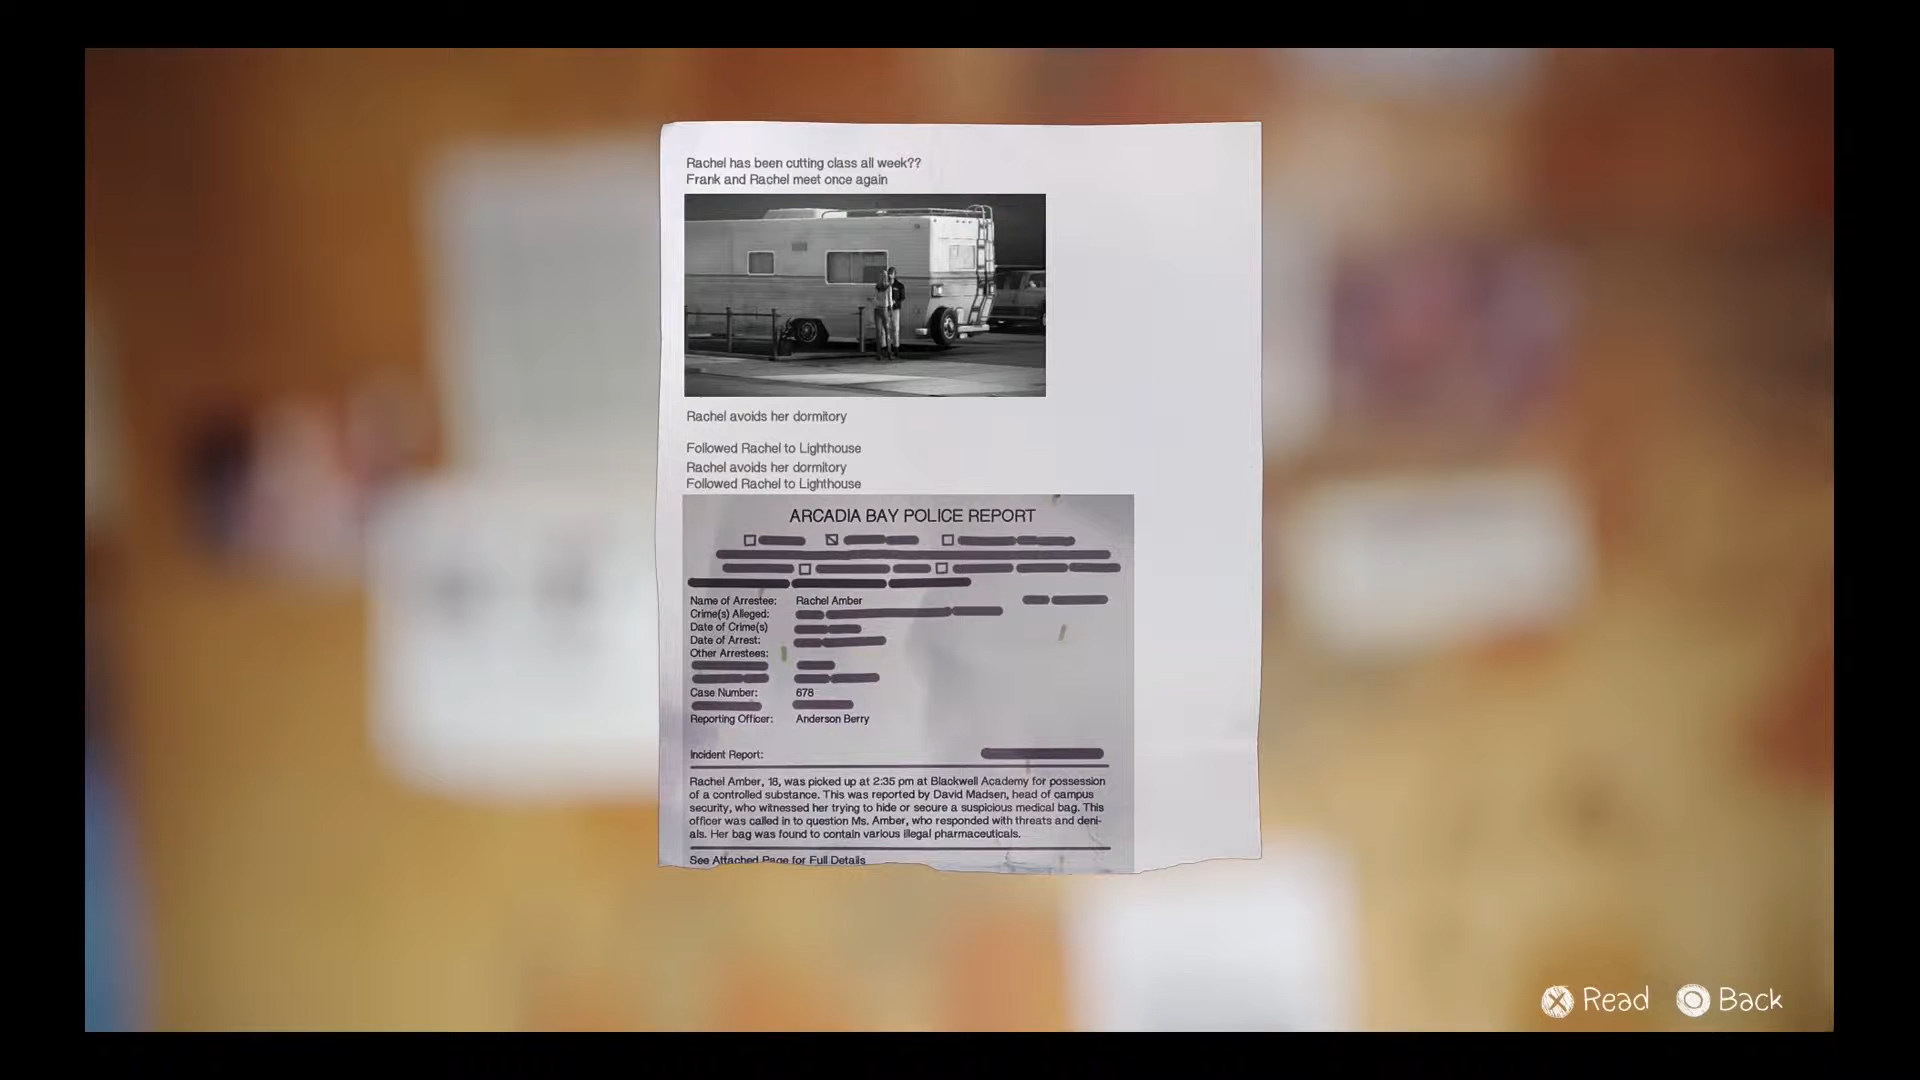 Rachel has been cutting class all week??
Frank and Rachel meet once again
Rachel avoids her dormitory
Followed Rachel to Lighthouse
Rachel avoids her dormitory
Followed Rachel to Lighthouse
ARCADIA BAY POLICE REPORT
Name of Arrestee: Rachel Amber
Crime(s) Alleged:
Date of Crime(s)
Date of Arrest:
Other Arrestees:
Case Number: 678
Reporting Officer: Anderson Berry
Incident Report:
Rachel Amber, 18, was picked up at 2:35 pm at Blackwell Academy for possession
of a controlled substance. This was reported by David Madsen, head of campus
security, who witnessed her trying to hide or secure a suspicious medical bag. This
officer was called in to question Ms. Amber, who responded with threats and deni-
als. Her bag was found to contain various illegal pharmaceuticals.
See Attached Page for Full Details
Read Back